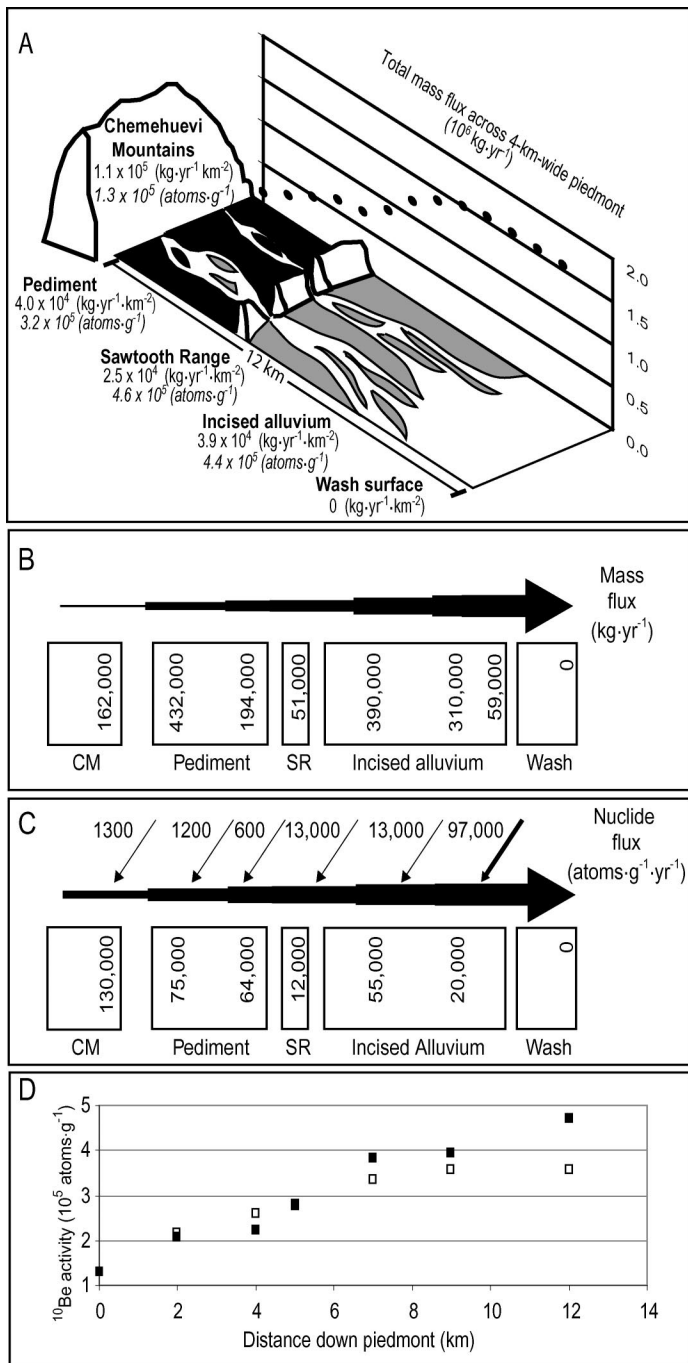 A
Total mass flux across 4-km-wide piedmont
(10⁶ kg·yr⁻¹)
Chemehuevi
Mountains
1.1 x 10⁵ (kg·yr⁻¹ km⁻²)
1.3 x 10⁵ (atoms·g⁻¹)
Pediment
4.0 x 10⁴ (kg·yr⁻¹·km⁻²)
3.2 x 10⁵ (atoms·g⁻¹)
Sawtooth Range
2.5 x 10⁴ (kg·yr⁻¹·km⁻²)
4.6 x 10⁵ (atoms·g⁻¹)
12 km
Incised alluvium
3.9 x 10⁴ (kg·yr⁻¹·km⁻²)
4.4 x 10⁵ (atoms·g⁻¹)
Wash surface
0 (kg·yr⁻¹·km⁻²)
2.0
1.5
1.0
0.5
0.0
B
Mass
flux
(kg·yr⁻¹)
162,000
432,000
194,000
51,000
390,000
310,000
59,000
0
CM
Pediment
SR
Incised alluvium
Wash
C
1300
1200
600
13,000
13,000
97,000
Nuclide
flux
(atoms·g⁻¹·yr⁻¹)
130,000
75,000
64,000
12,000
55,000
20,000
0
CM
Pediment
SR
Incised Alluvium
Wash
D
¹⁰Be activity (10⁵ atoms·g⁻¹)
5
4
3
2
1
0
2
4
6
8
10
12
14
Distance down piedmont (km)